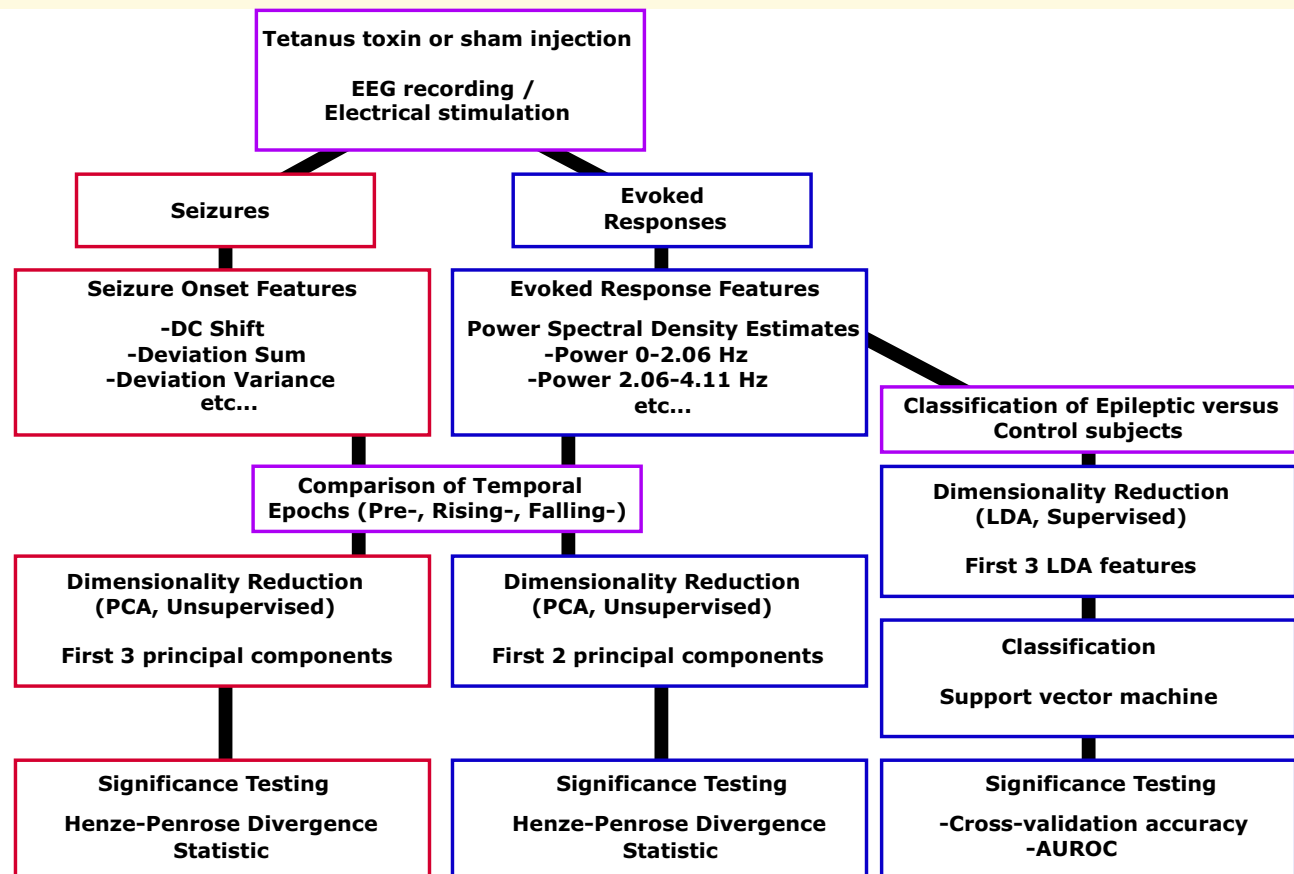 Tetanus toxin or sham injection
EEG recording /
Electrical stimulation
Seizures
Evoked
Responses
Seizure Onset Features
-DC Shift
-Deviation Sum
-Deviation Variance
etc...
Evoked Response Features
Power Spectral Density Estimates
-Power 0-2.06 Hz
-Power 2.06-4.11 Hz
etc...
Classification of Epileptic versus
Control subjects
Comparison of Temporal
Epochs (Pre-, Rising-, Falling-)
Dimensionality Reduction
(LDA, Supervised)
First 3 LDA features
Dimensionality Reduction
(PCA, Unsupervised)
First 3 principal components
Dimensionality Reduction
(PCA, Unsupervised)
First 2 principal components
Classification
Support vector machine
Significance Testing
Henze-Penrose Divergence
Statistic
Significance Testing
Henze-Penrose Divergence
Statistic
Significance Testing
-Cross-validation accuracy
-AUROC